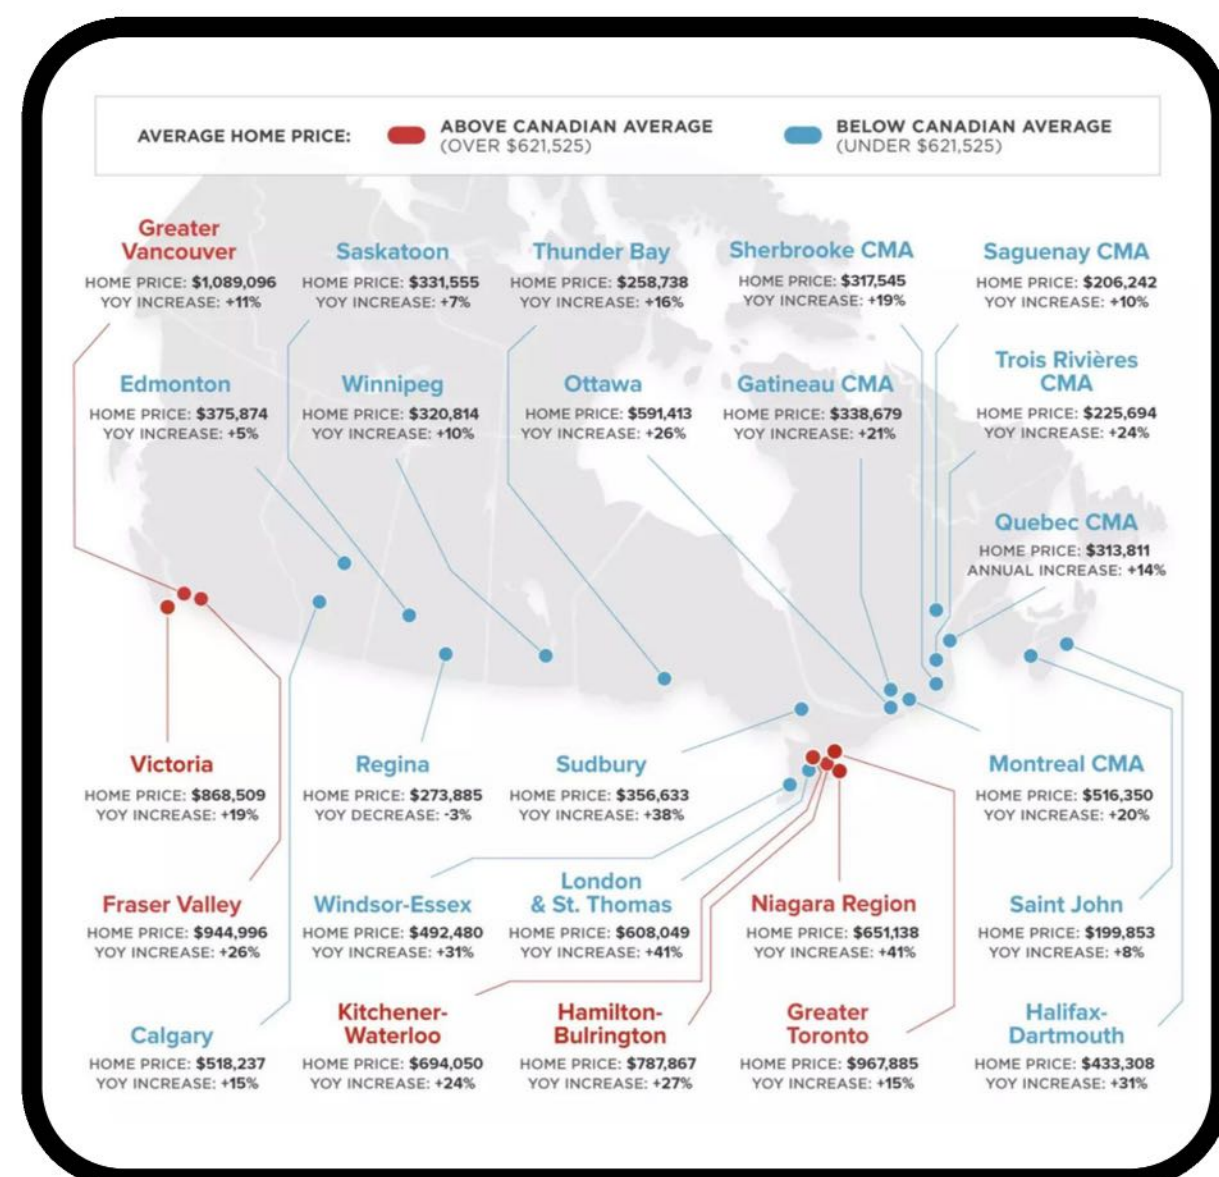 AVERAGE HOME PRICE:
ABOVE CANADIAN AVERAGE
(OVER $621,525)
BELOW CANADIAN AVERAGE
(UNDER $621,525)
Greater
Vancouver
HOME PRICE: $1,089,096
YOY INCREASE: +11%
Saskatoon
HOME PRICE: $331,555
YOY INCREASE: +7%
Thunder Bay
HOME PRICE: $258,738
YOY INCREASE: +16%
Sherbrooke CMA
HOME PRICE: $317,545
YOY INCREASE: +19%
Saguenay CMA
HOME PRICE: $206,242
YOY INCREASE: +10%
Edmonton
HOME PRICE: $375,874
YOY INCREASE: +5%
Winnipeg
HOME PRICE: $320,814
YOY INCREASE: +10%
Ottawa
HOME PRICE: $591,413
YOY INCREASE: +26%
Gatineau CMA
HOME PRICE: $338,679
YOY INCREASE: +21%
Trois Rivières
CMA
HOME PRICE: $225,694
YOY INCREASE: +24%
Quebec CMA
HOME PRICE: $313,811
ANNUAL INCREASE: +14%
Victoria
HOME PRICE: $868,509
YOY INCREASE: +19%
Regina
HOME PRICE: $273,885
YOY DECREASE: -3%
Sudbury
HOME PRICE: $356,633
YOY INCREASE: +38%
Montreal CMA
HOME PRICE: $516,350
YOY INCREASE: +20%
Fraser Valley
HOME PRICE: $944,996
YOY INCREASE: +26%
Windsor-Essex
HOME PRICE: $492,480
YOY INCREASE: +31%
London
& St. Thomas
HOME PRICE: $608,049
YOY INCREASE: +41%
Niagara Region
HOME PRICE: $651,138
YOY INCREASE: +41%
Saint John
HOME PRICE: $199,853
YOY INCREASE: +8%
Calgary
HOME PRICE: $518,237
YOY INCREASE: +15%
Kitchener-
Waterloo
HOME PRICE: $694,050
YOY INCREASE: +24%
Hamilton-
Bulrington
HOME PRICE: $787,867
YOY INCREASE: +27%
Greater
Toronto
HOME PRICE: $967,885
YOY INCREASE: +15%
Halifax-
Dartmouth
HOME PRICE: $433,308
YOY INCREASE: +31%